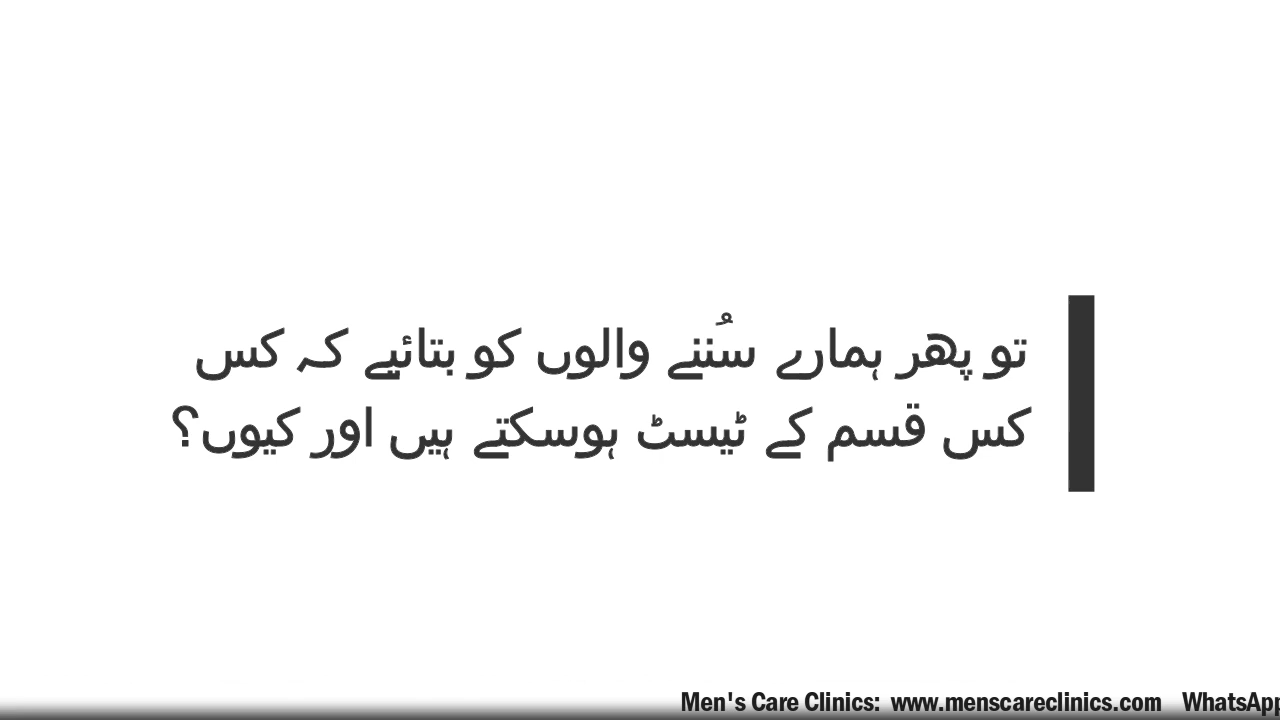 تو پھر ہمارے سُننے والوں کو بتائیے کہ کس
کس قسم کے ٹیسٹ ہوسکتے ہیں اور کیوں؟
Men's Care Clinics: www.menscareclinics.com WhatsApp